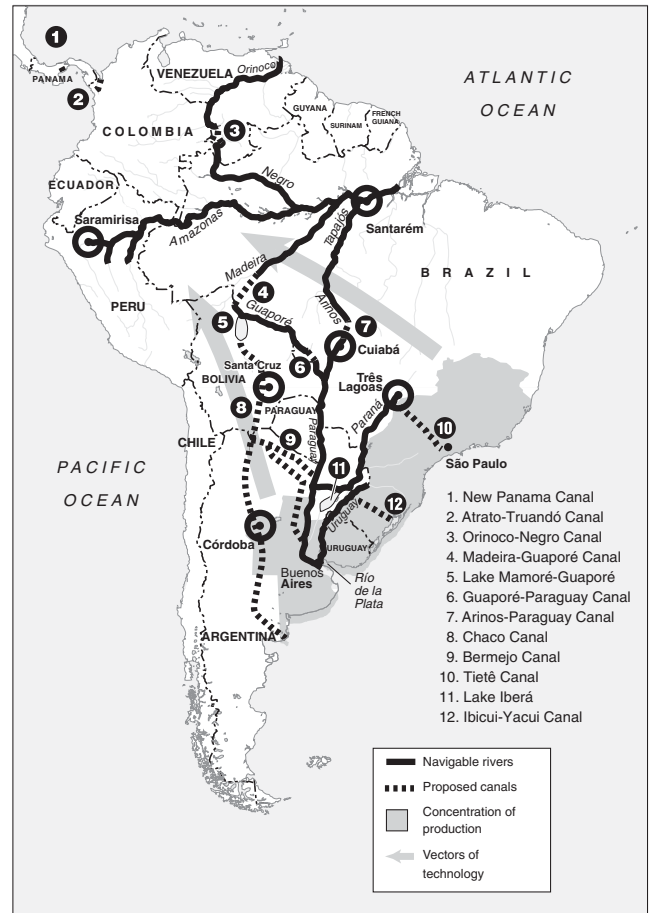 1
ATLANTIC
OCEAN
PANAMA
VENEZUELA
Orinoco
2
GUYANA
SURINAM
FRENCH
GUIANA
COLOMBIA
3
Negro
ECUADOR
Saramirisa
Amazonas
Santarém
Tapajós
Madeira
BRAZIL
PERU
4
Arinos
5
Guaporé
7
Cuiabá
6
Santa Cruz
BOLIVIA
Três
Lagoas
8
PARAGUAY
Paraná
10
CHILE
9
Paraguay
São Paulo
PACIFIC
OCEAN
11
12
Uruguay
Córdoba
URUGUAY
Buenos
Aires
Río
de la
Plata
ARGENTINA
1. New Panama Canal
2. Atrato-Truandó Canal
3. Orinoco-Negro Canal
4. Madeira-Guaporé Canal
5. Lake Mamoré-Guaporé
6. Guaporé-Paraguay Canal
7. Arinos-Paraguay Canal
8. Chaco Canal
9. Bermejo Canal
10. Tietê Canal
11. Lake Iberá
12. Ibicui-Yacui Canal
Navigable rivers
Proposed canals
Concentration of
production
Vectors of
technology